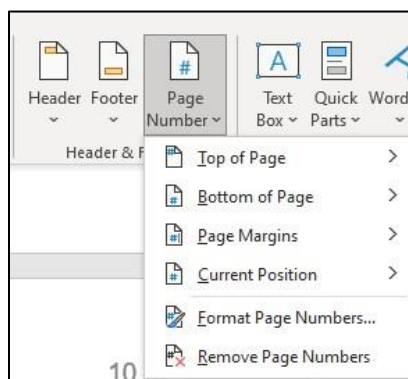 Header Footer Page Number Text Box Quick Parts Word
Header & F
Top of Page
Bottom of Page
Page Margins
Current Position
Format Page Numbers...
Remove Page Numbers
10